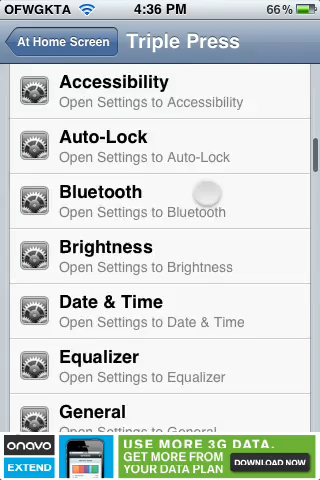 OFWGKTA 4:36 PM 66%
At Home Screen Triple Press
Accessibility
Open Settings to Accessibility
Auto-Lock
Open Settings to Auto-Lock
Bluetooth
Open Settings to Bluetooth
Brightness
Open Settings to Brightness
Date & Time
Open Settings to Date & Time
Equalizer
Open Settings to Equalizer
General
Open Settings to General
onavo
EXTEND
USE MORE 3G DATA.
GET MORE FROM
YOUR DATA PLAN
DOWNLOAD NOW